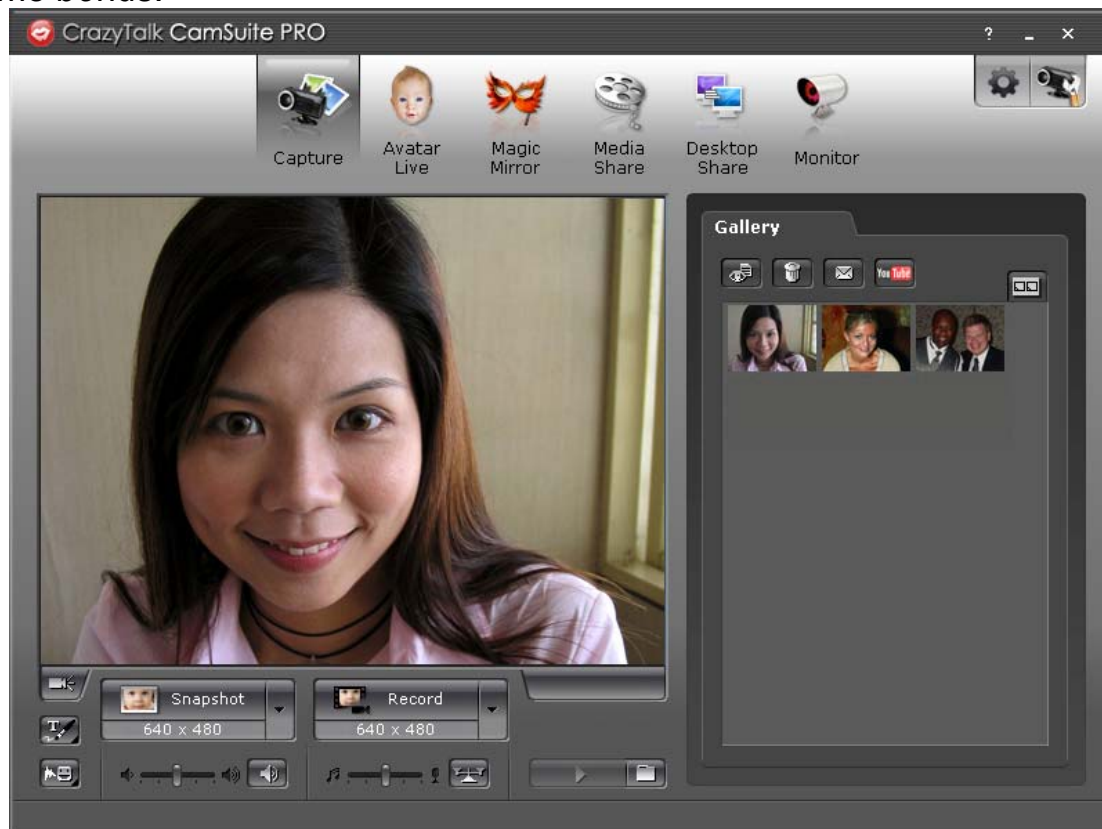 CrazyTalk CamSuite PRO
?
Capture
Avatar
Live
Magic
Mirror
Media
Share
Desktop
Share
Monitor
Gallery
You Tube
Snapshot
640 x 480
Record
640 x 480
T